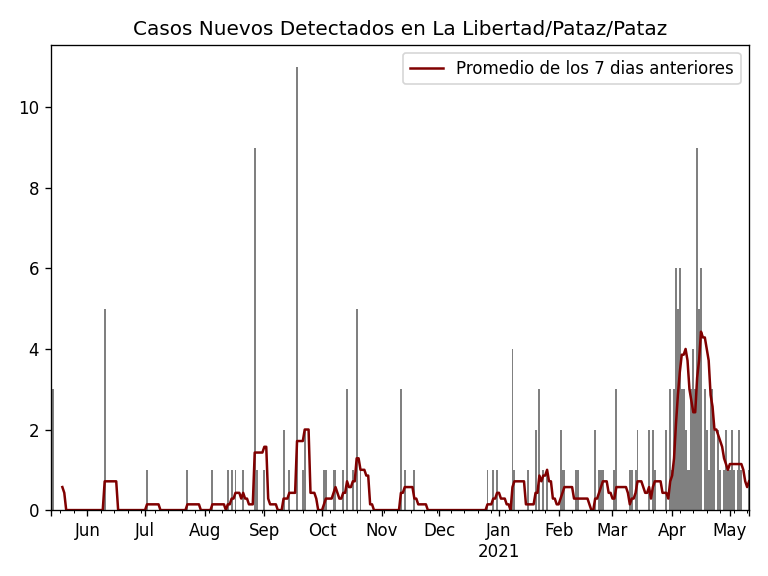 Casos Nuevos Detectados en La Libertad/Pataz/Pataz
Promedio de los 7 dias anteriores
10
8
6
4
2
0
Jun Jul Aug Sep Oct Nov Dec Jan Feb Mar Apr May
2021